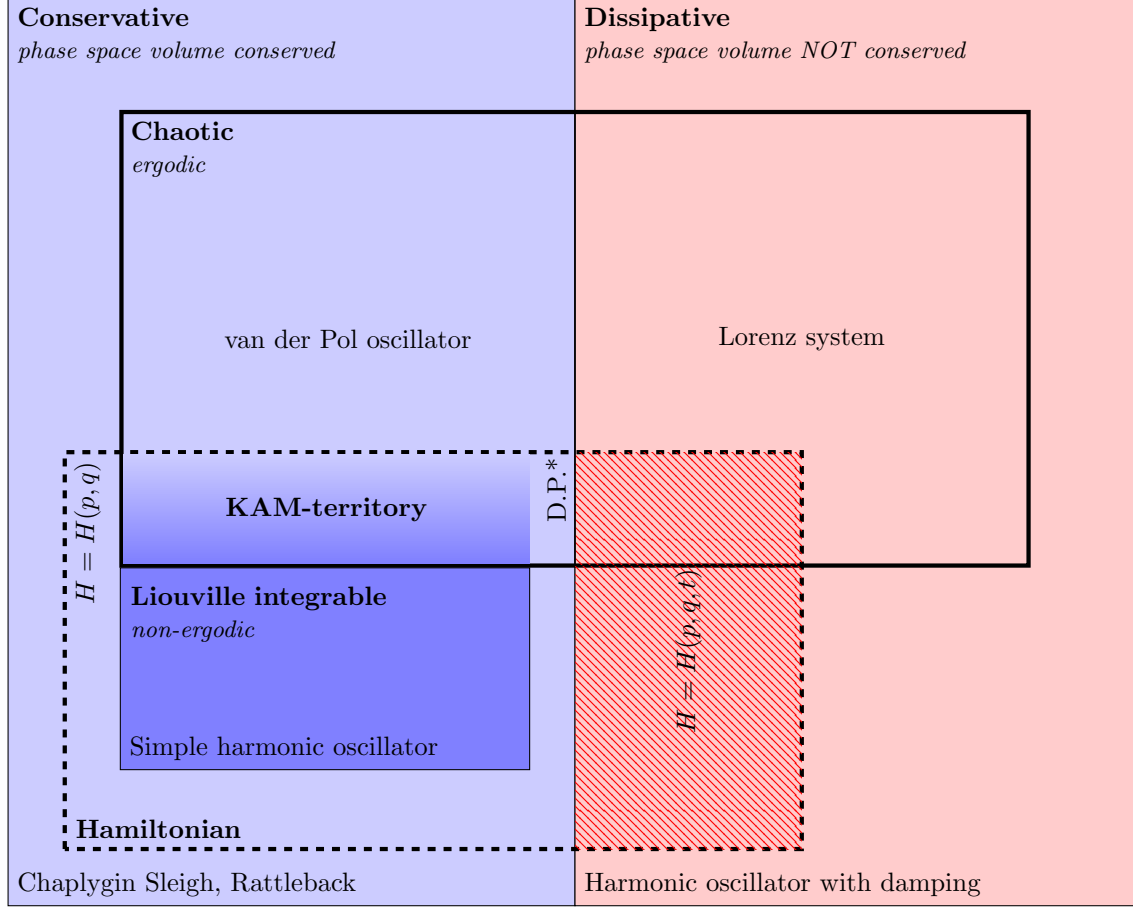 Conservative
phase space volume conserved
Dissipative
phase space volume NOT conserved
Chaotic
ergodic
van der Pol oscillator
Lorenz system
H = H(p, q)
KAM-territory
D.P.*
Liouville integrable
non-ergodic
H = H(p, q, t)
Simple harmonic oscillator
Hamiltonian
Chaplygin Sleigh, Rattleback
Harmonic oscillator with damping